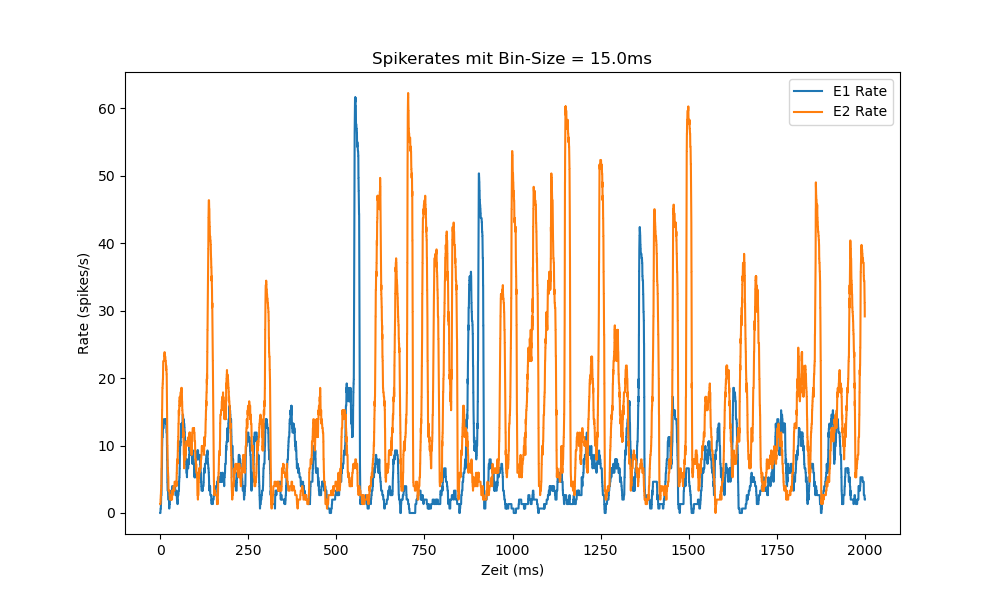 Spikerates mit Bin-Size = 15.0ms
E1 Rate
E2 Rate
Rate (spikes/s)
60
50
40
30
20
10
0
0 250 500 750 1000 1250 1500 1750 2000
Zeit (ms)